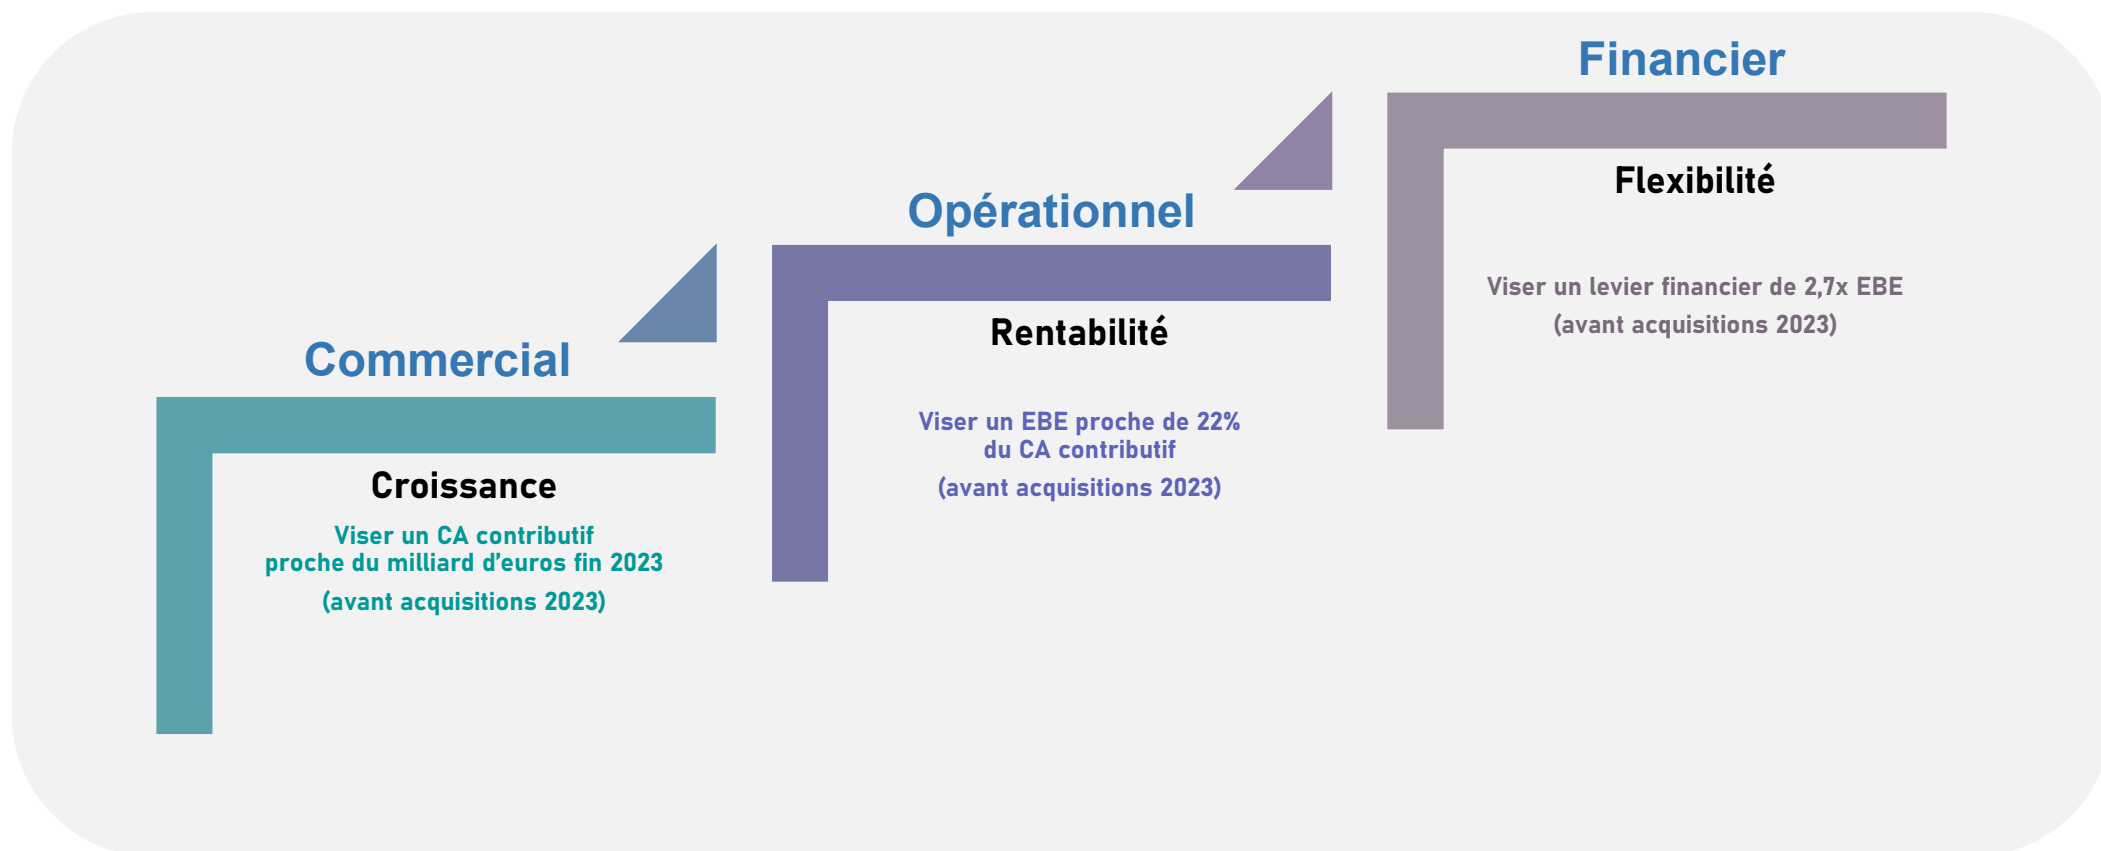 Commercial
Croissance
Viser un CA contributif
proche du milliard d’euros fin 2023
(avant acquisitions 2023)
Opérationnel
Rentabilité
Viser un EBE proche de 22%
du CA contributif
(avant acquisitions 2023)
Financier
Flexibilité
Viser un levier financier de 2,7x EBE
(avant acquisitions 2023)